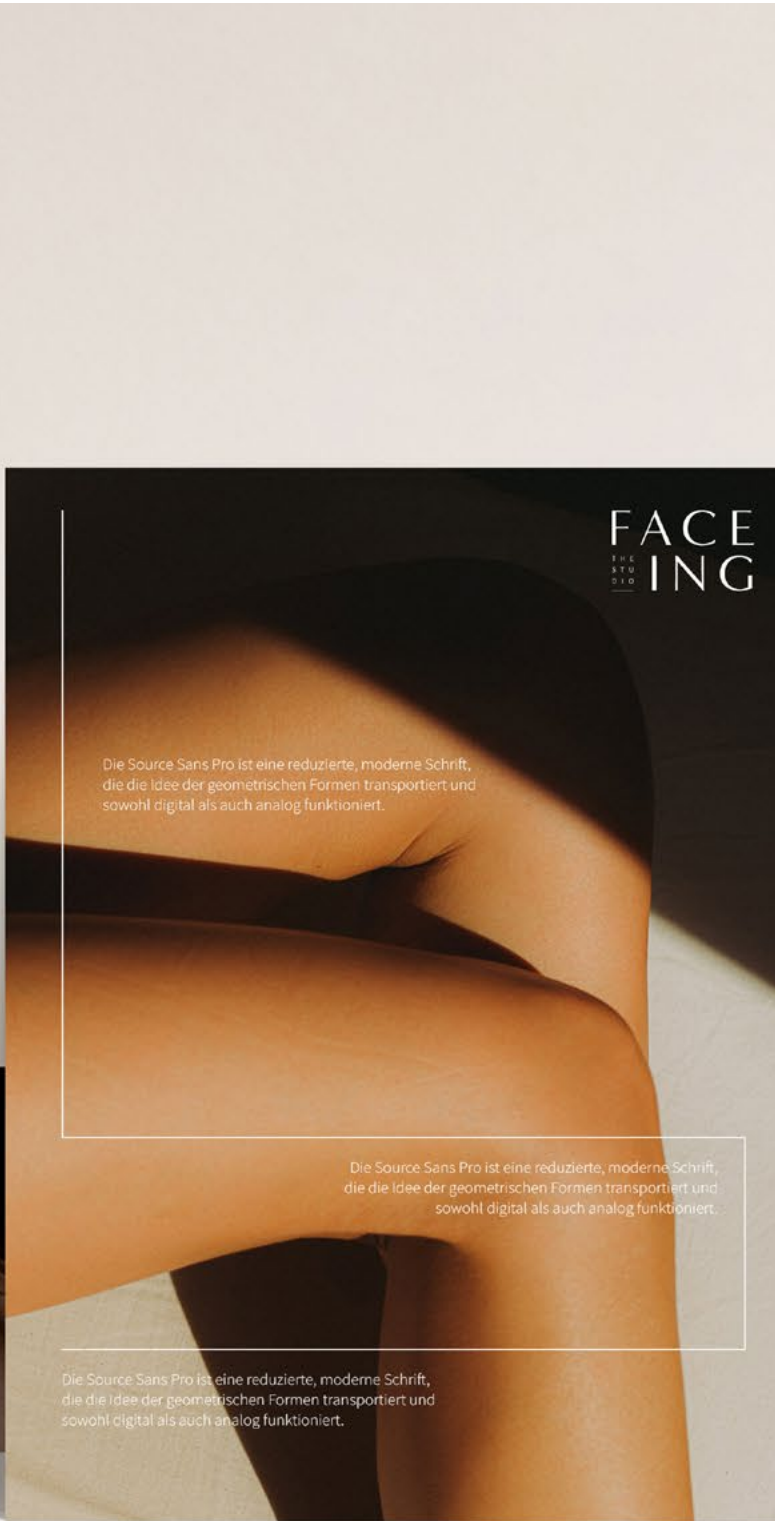 FACE
THE
STU
DIO
ING
Die Source Sans Pro ist eine reduzierte, moderne Schrift,
die die Idee der geometrischen Formen transportiert und
sowohl digital als auch analog funktioniert.
Die Source Sans Pro ist eine reduzierte, moderne Schrift,
die die Idee der geometrischen Formen transportiert und
sowohl digital als auch analog funktioniert.
Die Source Sans Pro ist eine reduzierte, moderne Schrift,
die die Idee der geometrischen Formen transportiert und
sowohl digital als auch analog funktioniert.